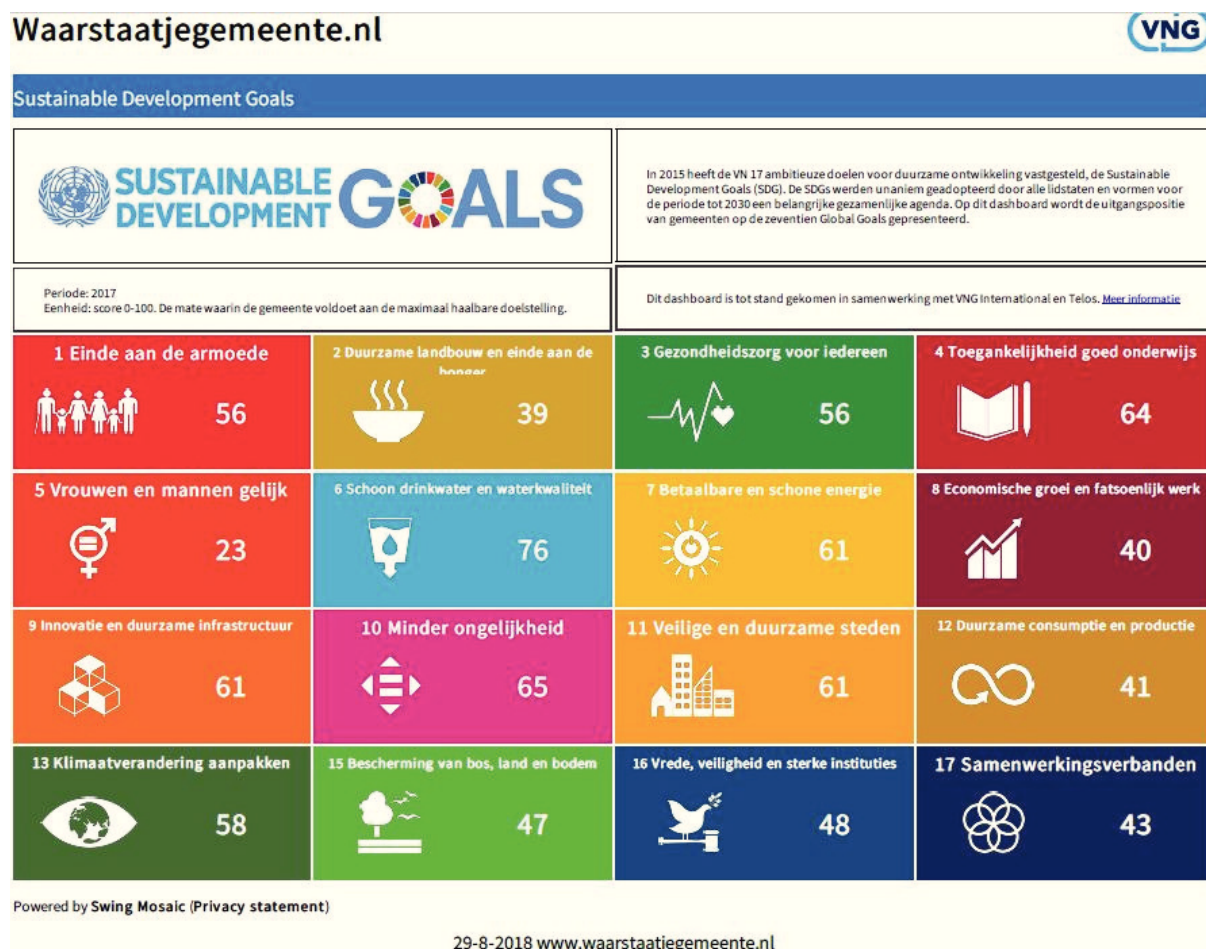 Waarstaatjegemeente.nl
VNG
Sustainable Development Goals
SUSTAINABLE
DEVELOPMENT
GOALS
In 2015 heeft de VN 17 ambitieuze doelen voor duurzame ontwikkeling vastgesteld, de Sustainable
Development Goals (SDG). De SDGs werden unaniem geadopteerd door alle lidstaten en vormen voor
de periode tot 2030 een belangrijke gezamenlijke agenda. Op dit dashboard wordt de uitgangspositie
van gemeenten op de zeventien Global Goals gepresenteerd.
Periode: 2017
Eenheid: score 0-100. De mate waarin de gemeente voldoet aan de maximaal haalbare doelstelling.
Dit dashboard is tot stand gekomen in samenwerking met VNG International en Telos. Meer informatie
1 Einde aan de armoede
56
2 Duurzame landbouw en einde aan de
honger
39
3 Gezondheidszorg voor iedereen
56
4 Toegankelijkheid goed onderwijs
64
5 Vrouwen en mannen gelijk
23
6 Schoon drinkwater en waterkwaliteit
76
7 Betaalbare en schone energie
61
8 Economische groei en fatsoenlijk werk
40
9 Innovatie en duurzame infrastructuur
61
10 Minder ongelijkheid
65
11 Veilige en duurzame steden
61
12 Duurzame consumptie en productie
41
13 Klimaatverandering aanpakken
58
15 Bescherming van bos, land en bodem
47
16 Vrede, veiligheid en sterke instituties
48
17 Samenwerkingsverbanden
43
Powered by Swing Mosaic (Privacy statement)
29-8-2018 www.waarstaatjegemeente.nl